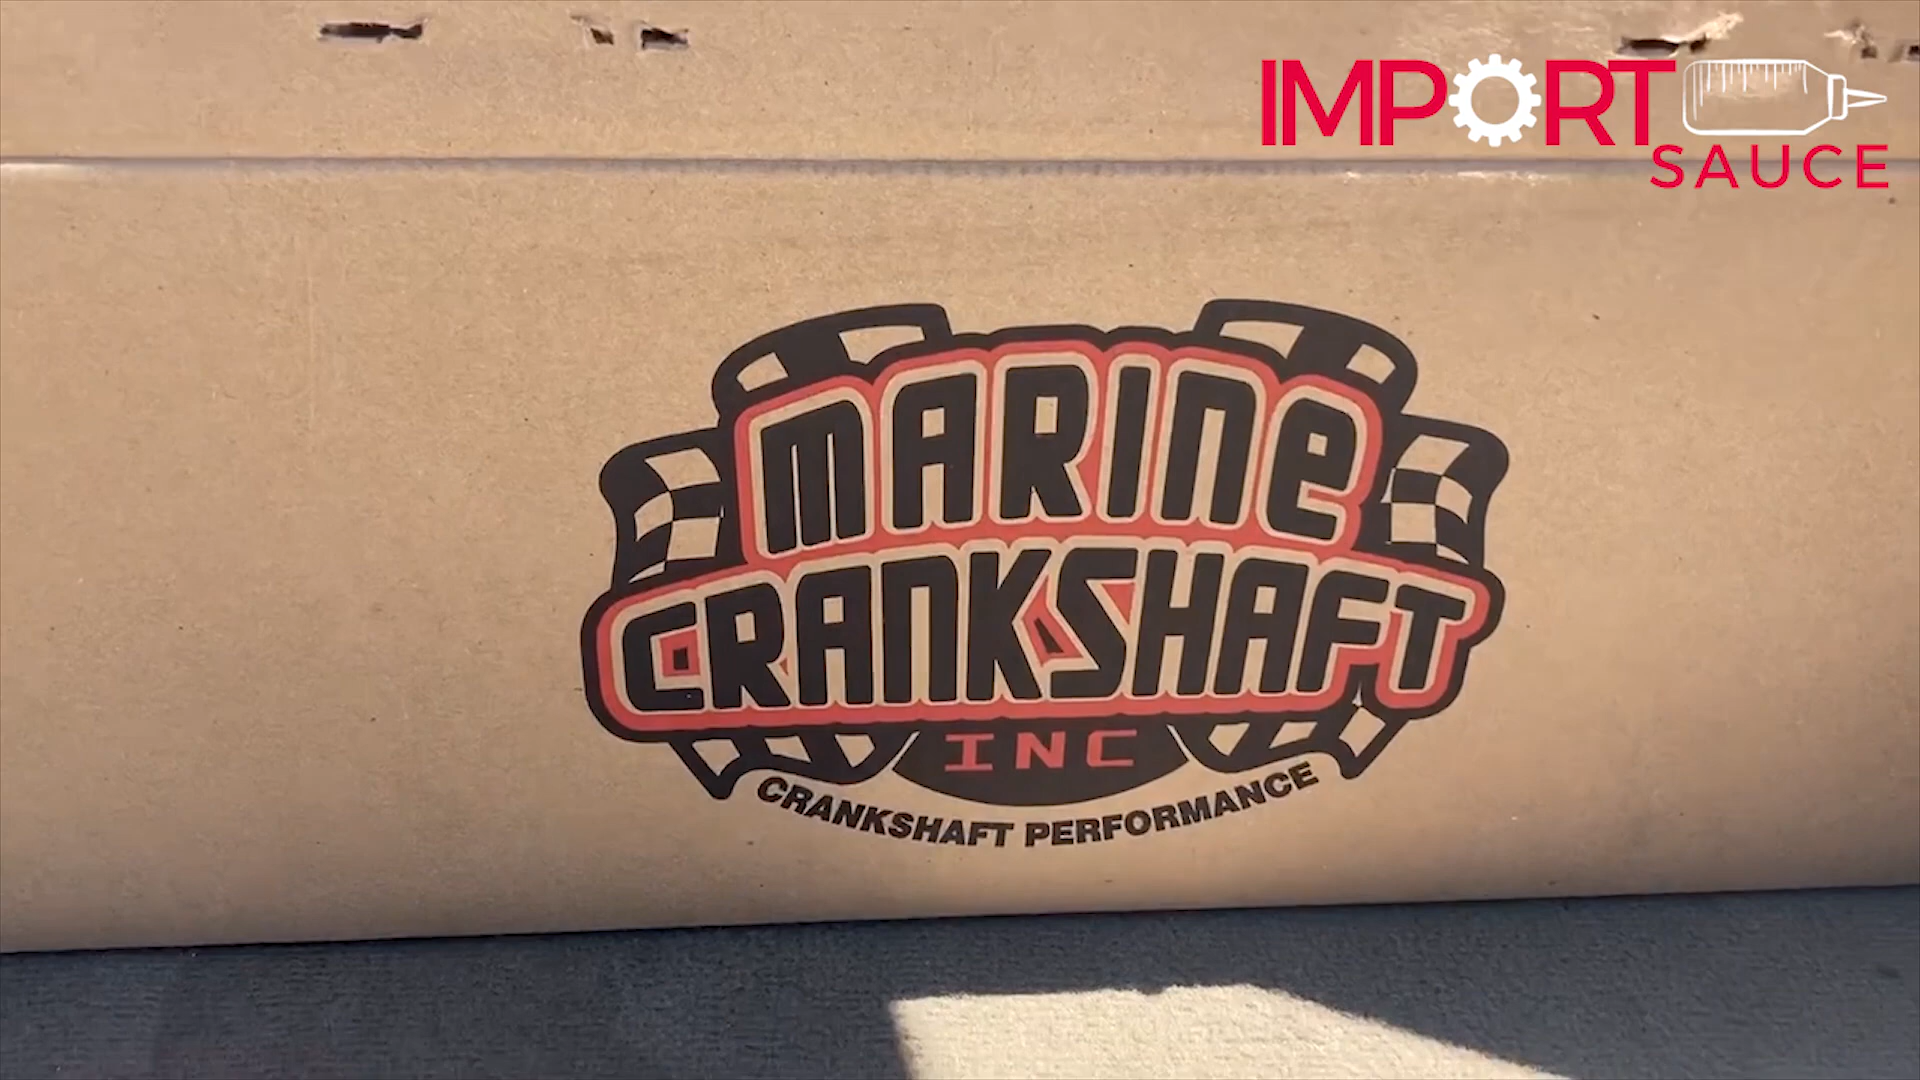 IMPORT
SAUCE
MARINE
CRANKSHAFT
INC
CRANKSHAFT PERFORMANCE